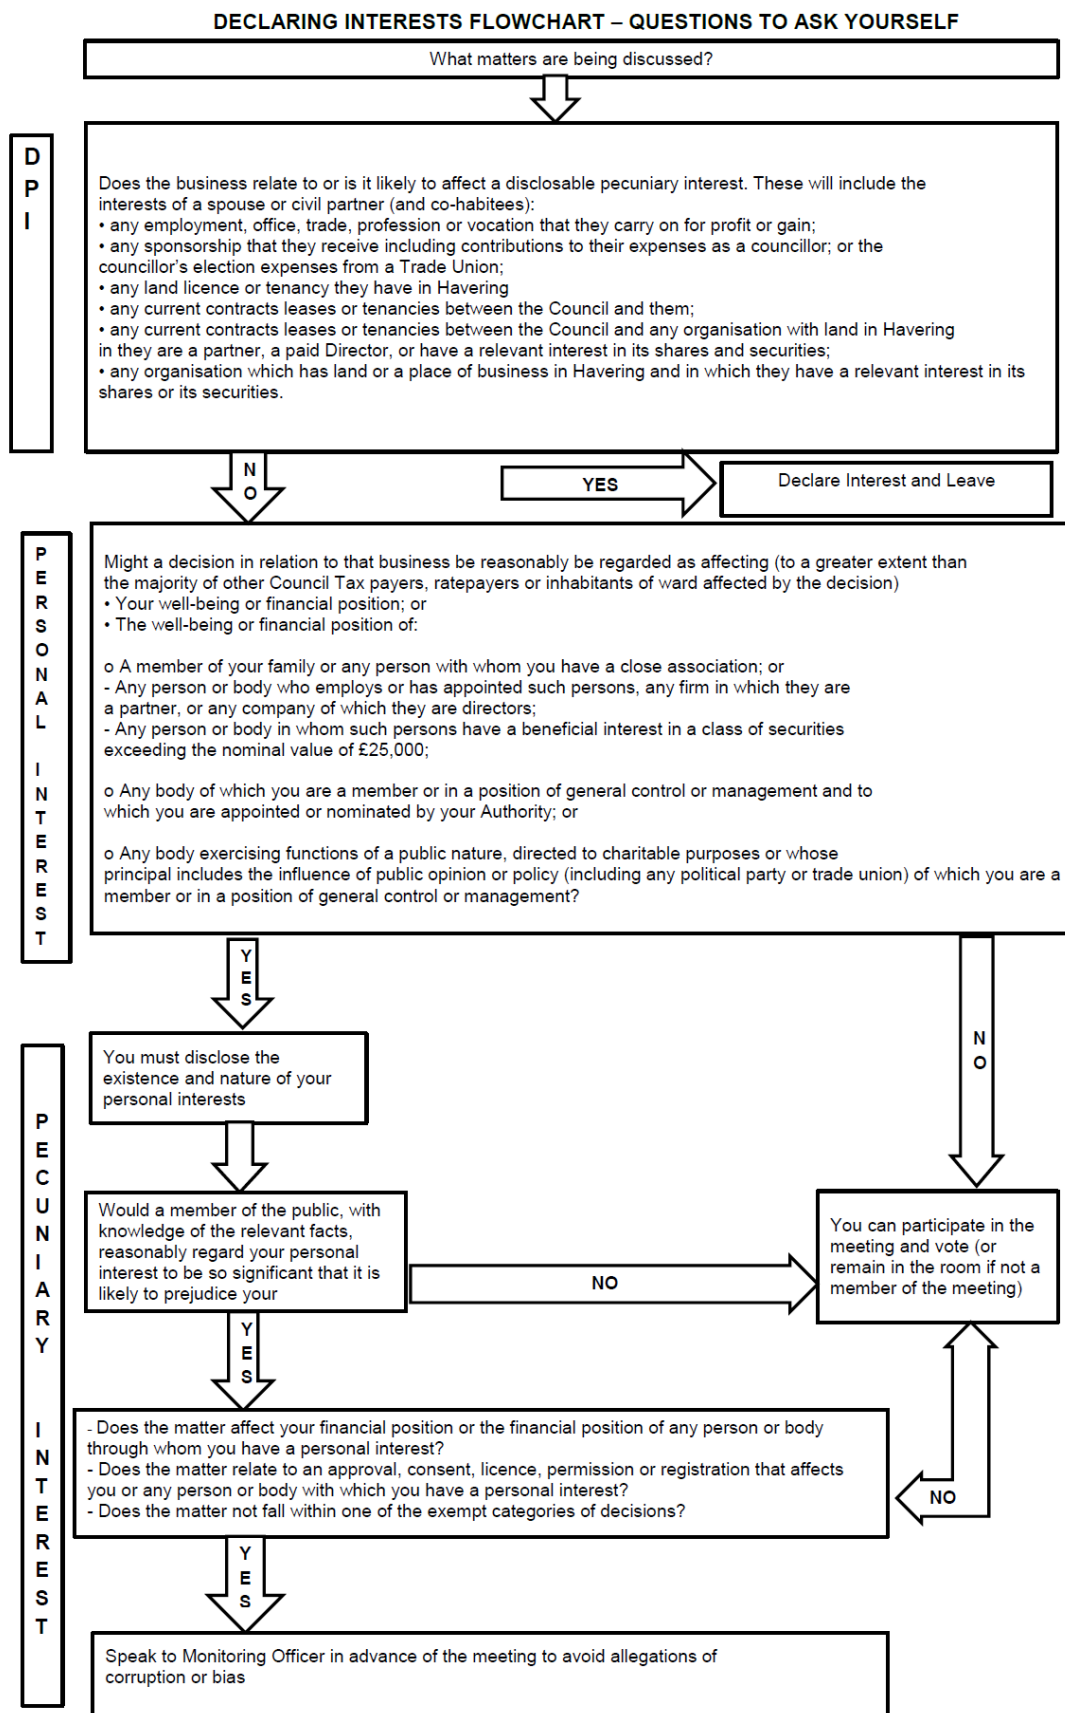 DECLARING INTERESTS FLOWCHART – QUESTIONS TO ASK YOURSELF
What matters are being discussed?
D
P
I
Does the business relate to or is it likely to affect a disclosable pecuniary interest. These will include the
interests of a spouse or civil partner (and co-habitees):
• any employment, office, trade, profession or vocation that they carry on for profit or gain;
• any sponsorship that they receive including contributions to their expenses as a councillor; or the
councillor's election expenses from a Trade Union;
• any land licence or tenancy they have in Havering
• any current contracts leases or tenancies between the Council and them;
• any current contracts leases or tenancies between the Council and any organisation with land in Havering
in they are a partner, a paid Director, or have a relevant interest in its shares and securities;
• any organisation which has land or a place of business in Havering and in which they have a relevant interest in its
shares or its securities.
N
O
YES
Declare Interest and Leave
P
E
R
S
O
N
A
L
I
N
T
E
R
E
S
T
Might a decision in relation to that business be reasonably be regarded as affecting (to a greater extent than
the majority of other Council Tax payers, ratepayers or inhabitants of ward affected by the decision)
• Your well-being or financial position; or
• The well-being or financial position of:
o A member of your family or any person with whom you have a close association; or
- Any person or body who employs or has appointed such persons, any firm in which they are
a partner, or any company of which they are directors;
- Any person or body in whom such persons have a beneficial interest in a class of securities
exceeding the nominal value of £25,000;
o Any body of which you are a member or in a position of general control or management and to
which you are appointed or nominated by your Authority; or
o Any body exercising functions of a public nature, directed to charitable purposes or whose
principal includes the influence of public opinion or policy (including any political party or trade union) of which you are a
member or in a position of general control or management?
Y
E
S
N
O
P
E
C
U
N
I
A
R
Y
I
N
T
E
R
E
S
T
You must disclose the
existence and nature of your
personal interests
Would a member of the public, with
knowledge of the relevant facts,
reasonably regard your personal
interest to be so significant that it is
likely to prejudice your
NO
You can participate in the
meeting and vote (or
remain in the room if not a
member of the meeting)
Y
E
S
- Does the matter affect your financial position or the financial position of any person or body
through whom you have a personal interest?
- Does the matter relate to an approval, consent, licence, permission or registration that affects
you or any person or body with which you have a personal interest?
- Does the matter not fall within one of the exempt categories of decisions?
NO
Y
E
S
Speak to Monitoring Officer in advance of the meeting to avoid allegations of
corruption or bias